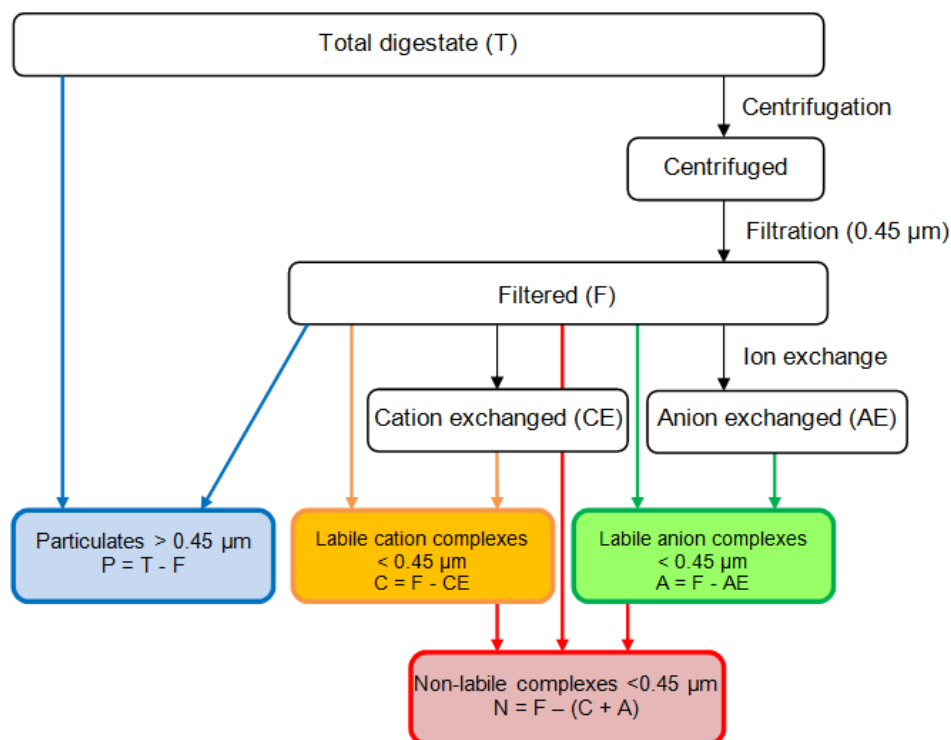 Total digestate (T)
Centrifugation
Centrifuged
Filtration (0.45 µm)
Filtered (F)
Ion exchange
Cation exchanged (CE)
Anion exchanged (AE)
Particulates > 0.45 µm
P = T - F
Labile cation complexes
< 0.45 µm
C = F - CE
Labile anion complexes
< 0.45 µm
A = F - AE
Non-labile complexes <0.45 µm
N = F – (C + A)